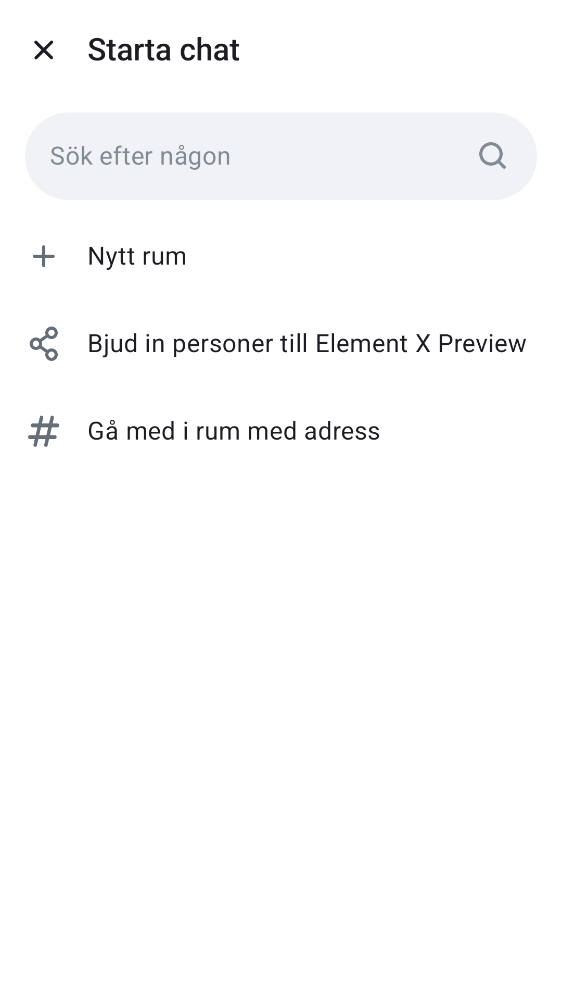 Starta chat
Sök efter någon
Nytt rum
Bjud in personer till Element X Preview
Gå med i rum med adress